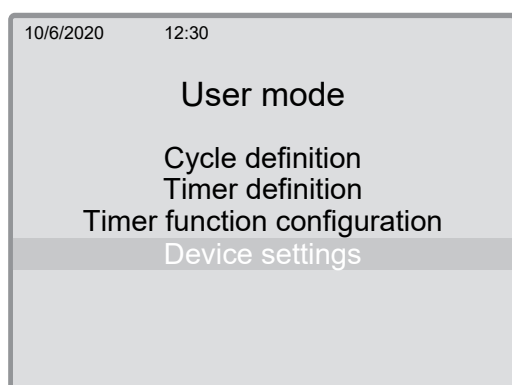 10/6/2020 12:30
User mode
Cycle definition
Timer definition
Timer function configuration
Device settings